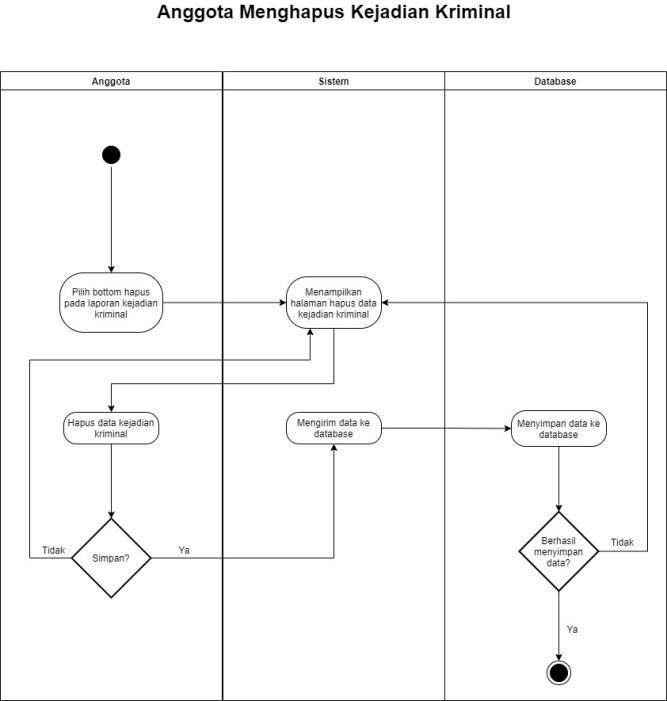 Anggota Menghapus Kejadian Kriminal
Anggota
Sistem
Database
Pilih bottom hapus
pada laporan kejadian
kriminal
Menampilkan
halaman hapus data
kejadian kriminal
Hapus data kejadian
kriminal
Mengirim data ke
database
Menyimpan data ke
database
Simpan?
Tidak
Ya
Berhasil
menyimpan
data?
Tidak
Ya